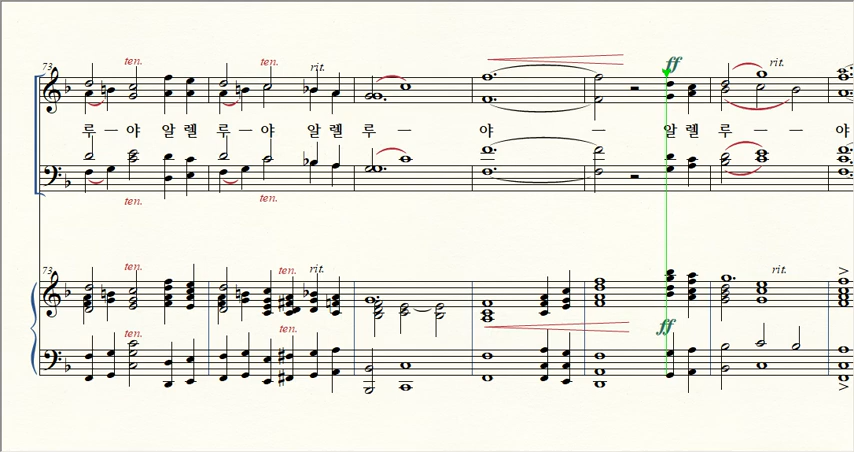 73 ten. ten. rit. ff rit.
루 — 야 알 렐 루 — 야 알 렐 루 — 야 — 알 렐 루 — — 야
ten. ten.
73 ten. ten. rit. rit.
ff
ten. ten.